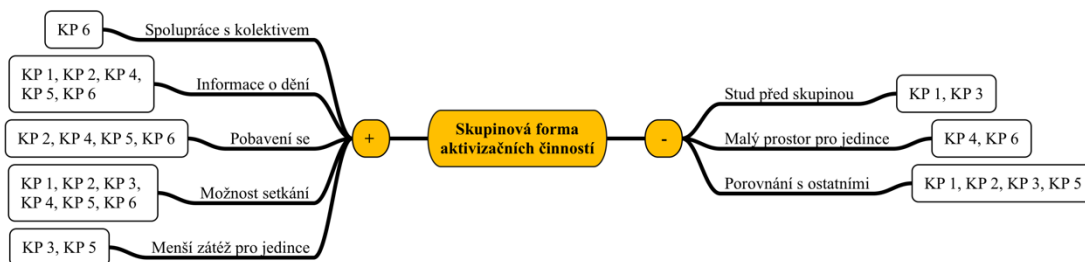 KP 6
Spolupráce s kolektivem
KP 1, KP 2, KP 4,
KP 5, KP 6
Informace o dění
KP 2, KP 4, KP 5, KP 6
Pobavení se
KP 1, KP 2, KP 3,
KP 4, KP 5, KP 6
Možnost setkání
KP 3, KP 5
Menší zátěž pro jedince
+
Skupinová forma
aktivizačních činností
-
Stud před skupinou
KP 1, KP 3
Malý prostor pro jedince
KP 4, KP 6
Porovnání s ostatními
KP 1, KP 2, KP 3, KP 5